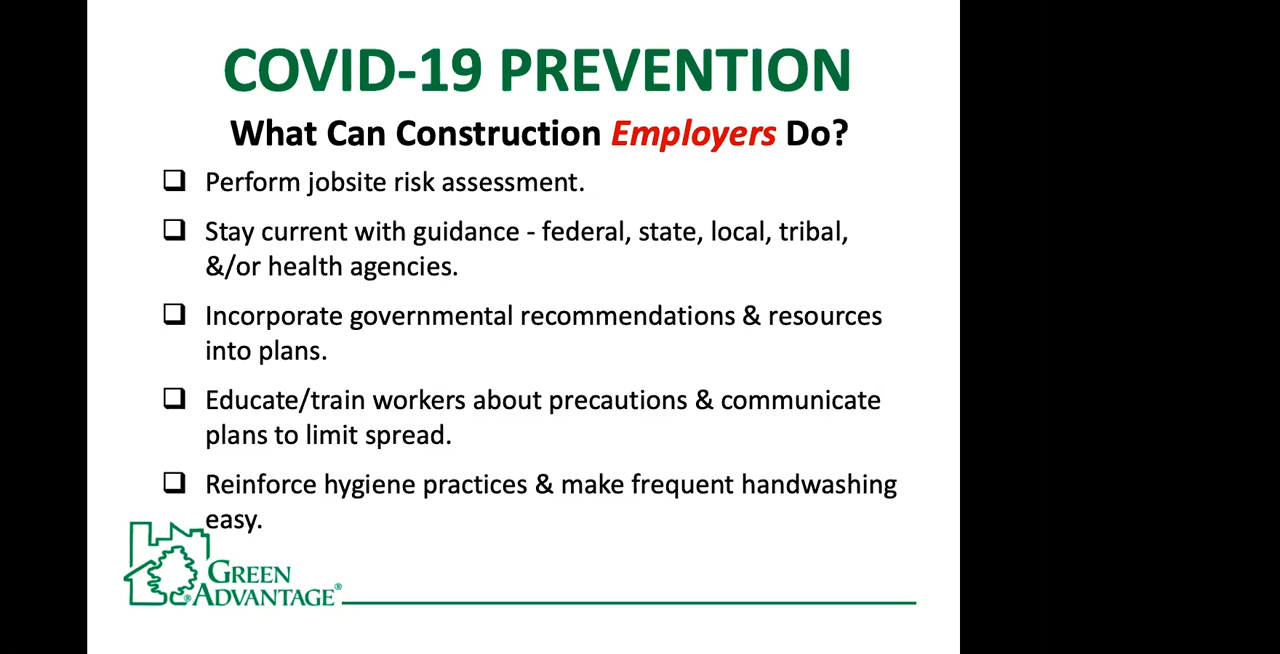 COVID-19 PREVENTION
What Can Construction Employers Do?
❑ Perform jobsite risk assessment.
❑ Stay current with guidance - federal, state, local, tribal,
&/or health agencies.
❑ Incorporate governmental recommendations & resources
into plans.
❑ Educate/train workers about precautions & communicate
plans to limit spread.
❑ Reinforce hygiene practices & make frequent handwashing
easy.
GREEN
®ADVANTAGE®